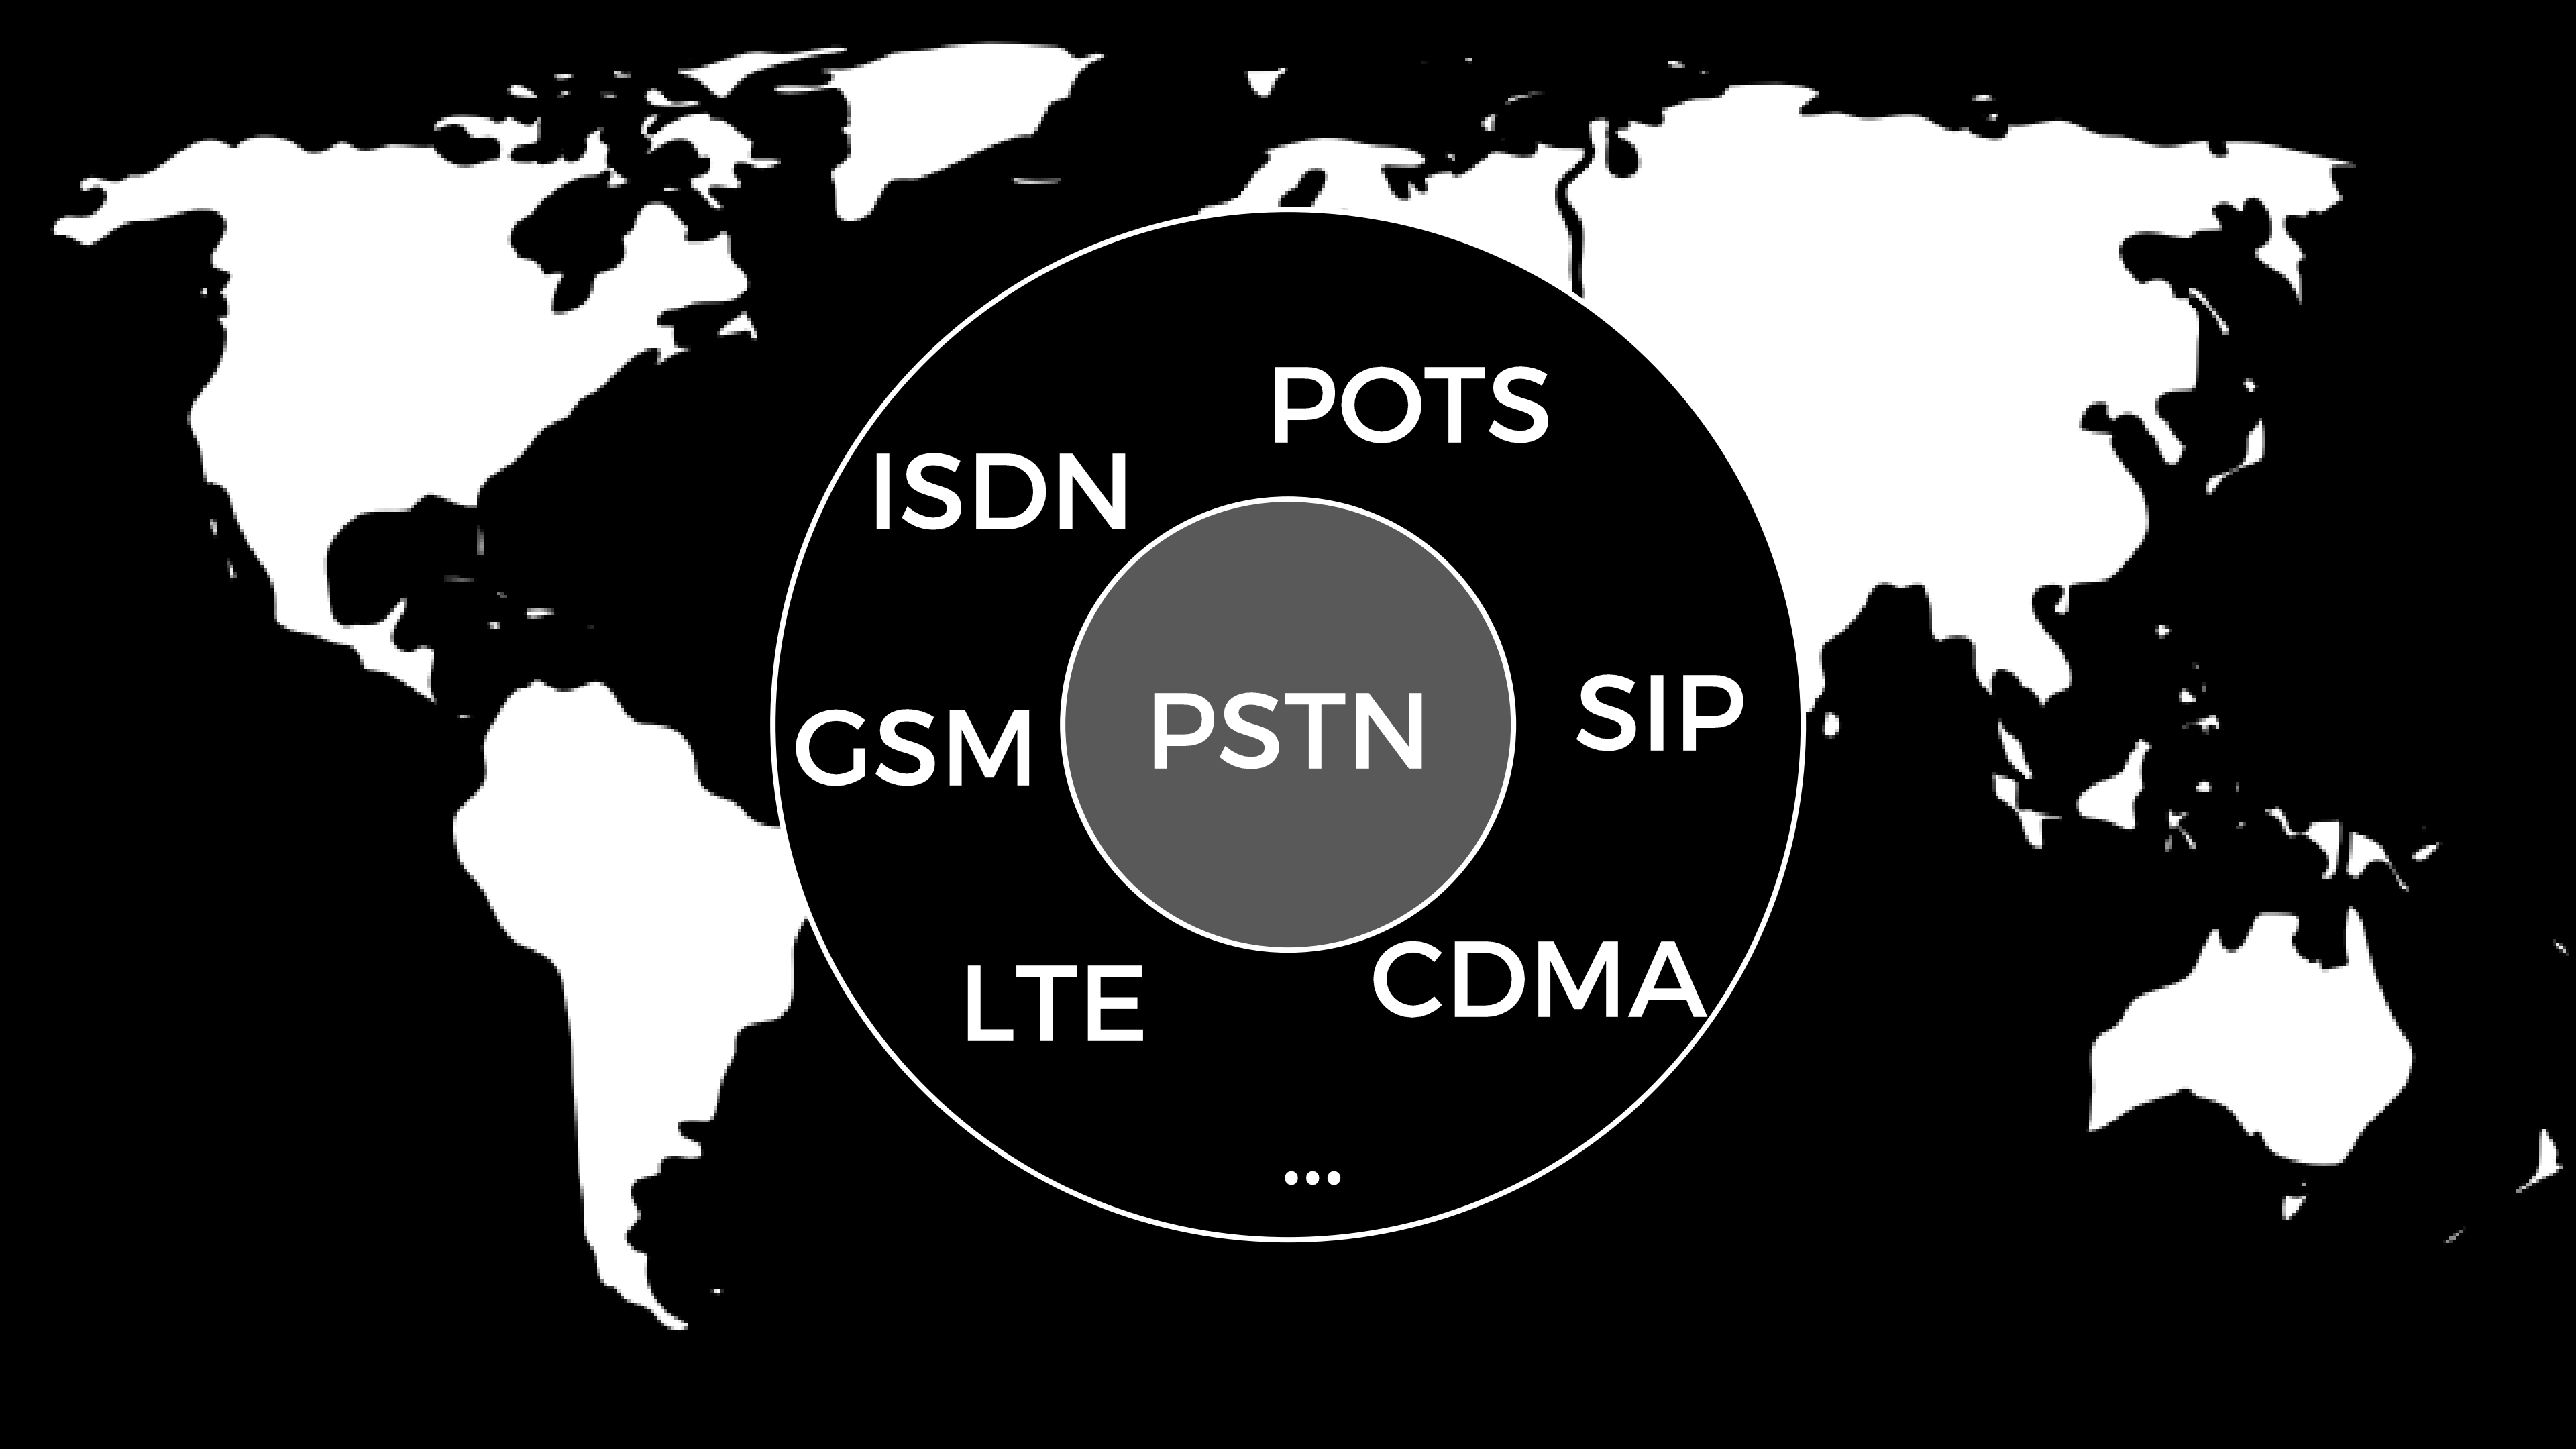 POTS
ISDN
SIP
GSM
PSTN
CDMA
LTE
...